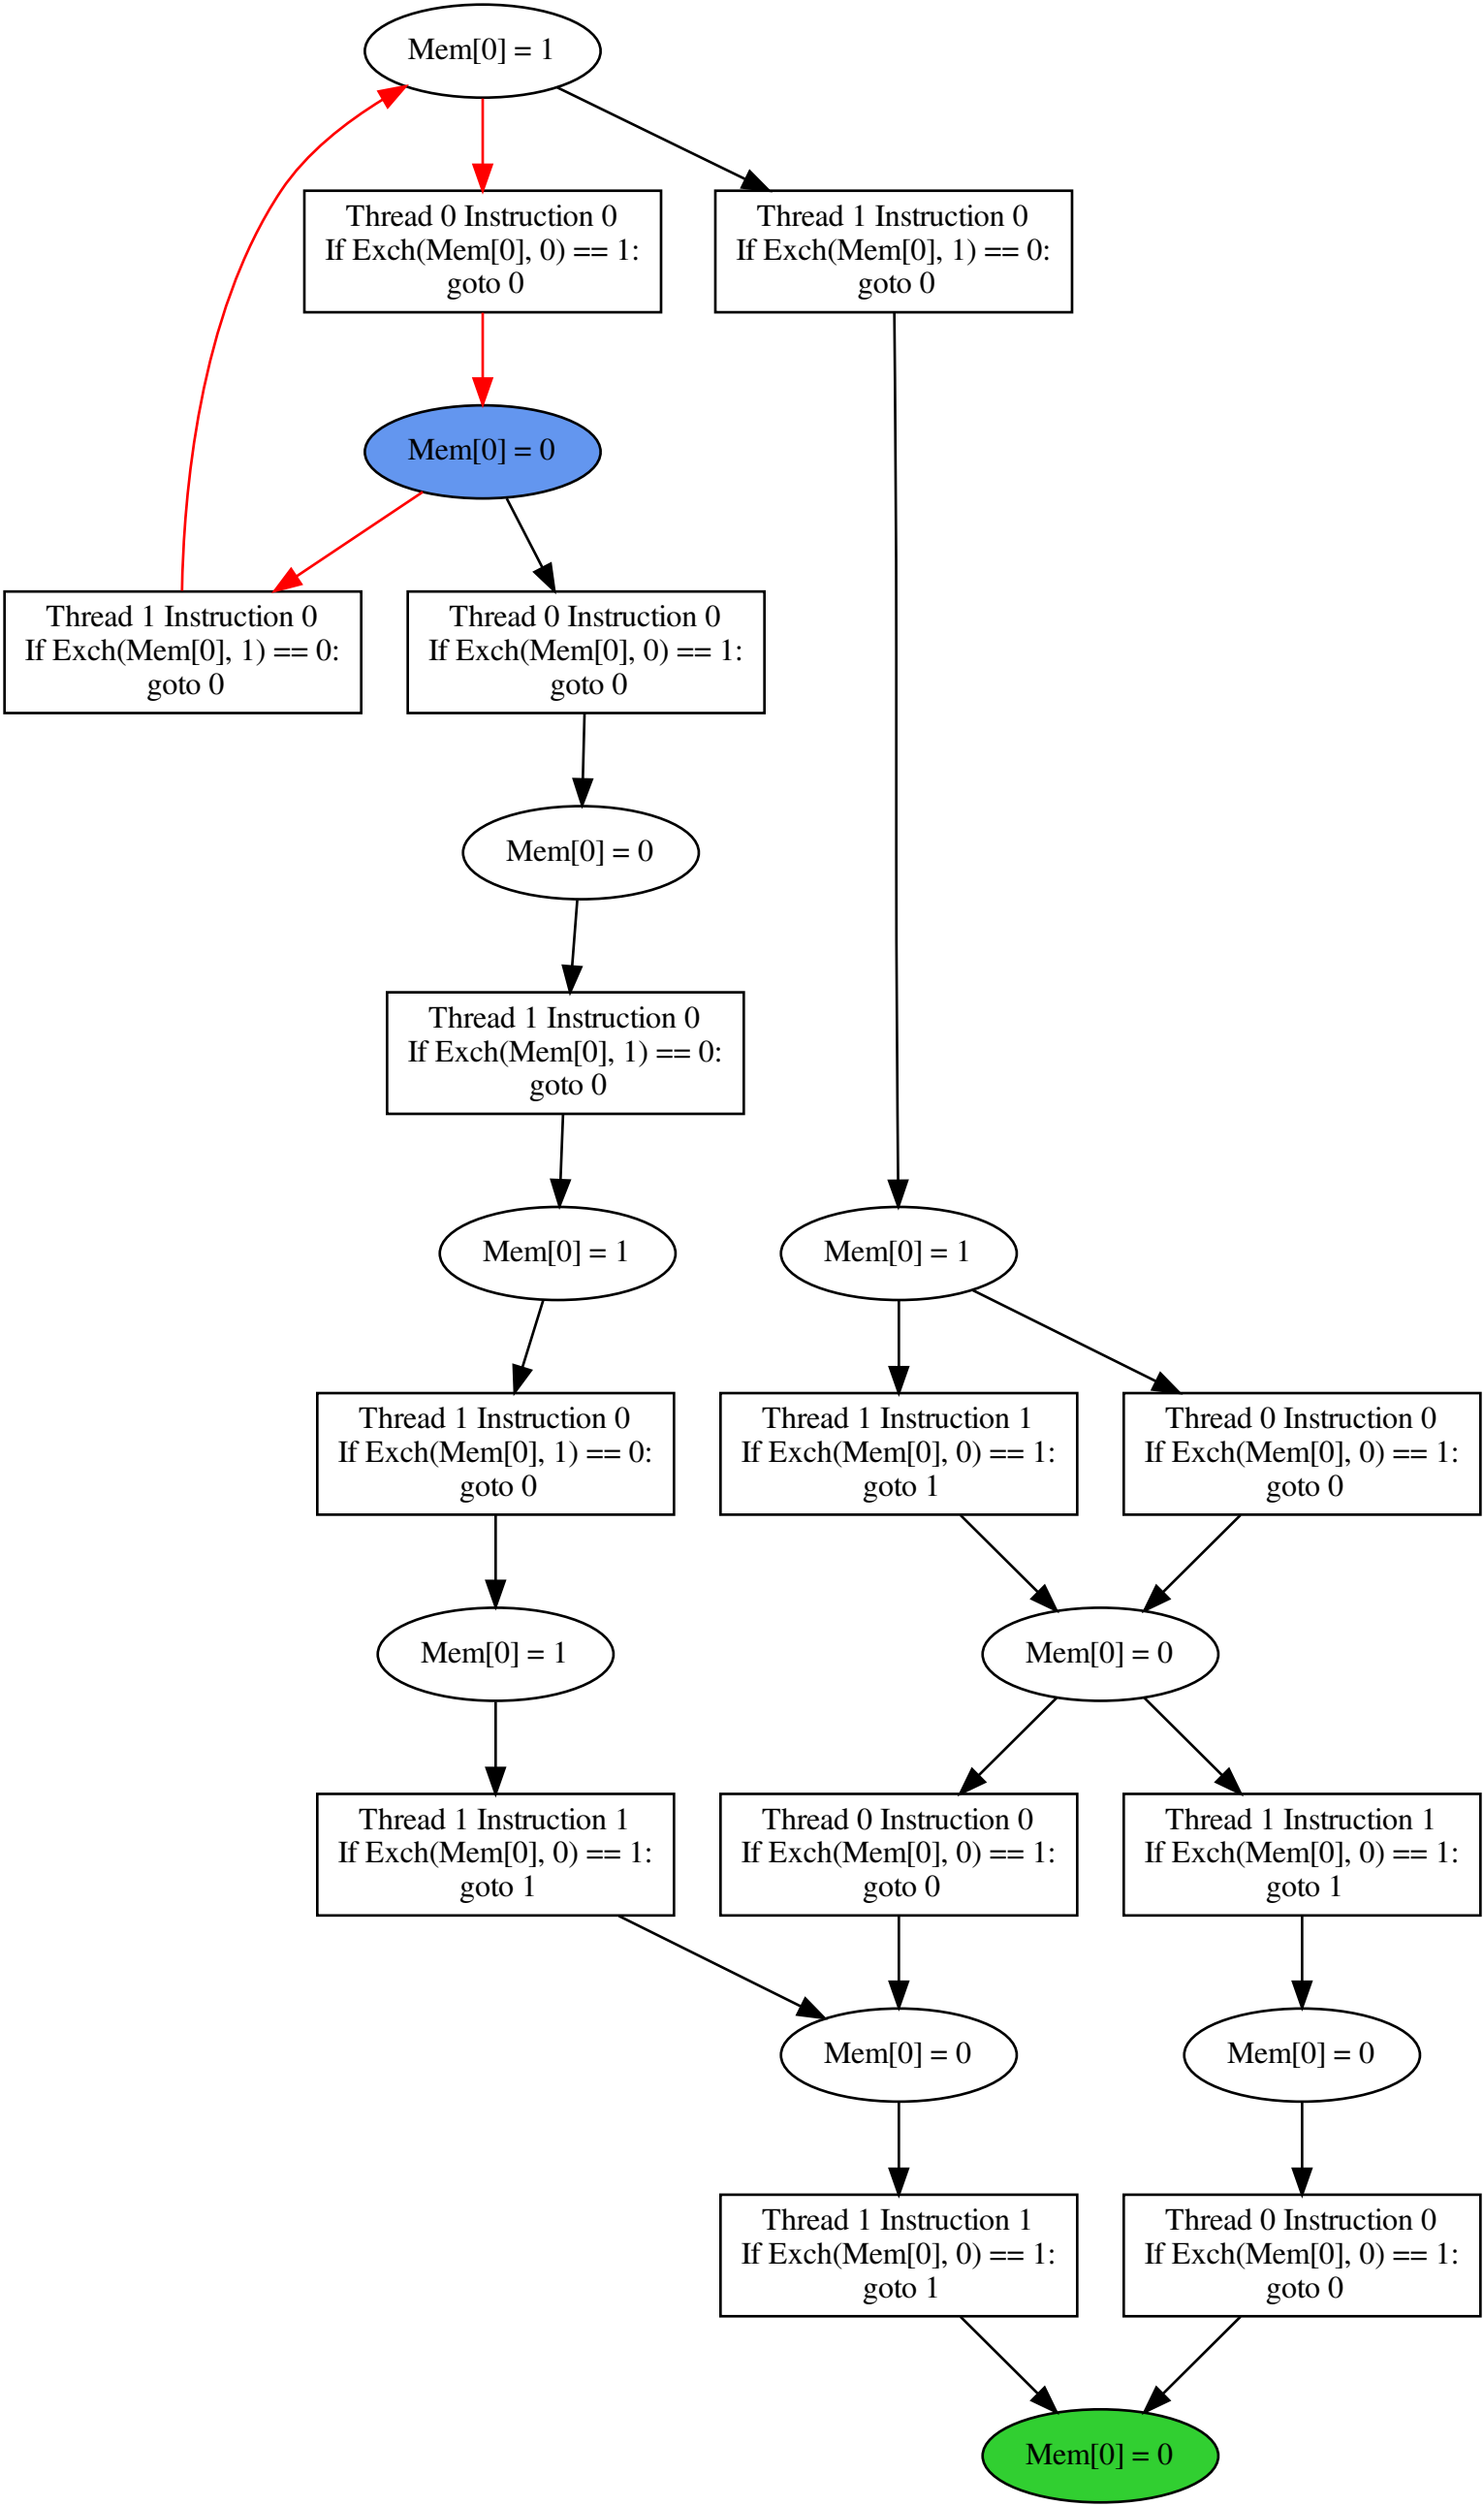 Mem[0] = 1
Thread 0 Instruction 0
If Exch(Mem[0], 0) == 1:
goto 0
Thread 1 Instruction 0
If Exch(Mem[0], 1) == 0:
goto 0
Mem[0] = 0
Thread 1 Instruction 0
If Exch(Mem[0], 1) == 0:
goto 0
Thread 0 Instruction 0
If Exch(Mem[0], 0) == 1:
goto 0
Mem[0] = 0
Thread 1 Instruction 0
If Exch(Mem[0], 1) == 0:
goto 0
Mem[0] = 1
Mem[0] = 1
Thread 1 Instruction 0
If Exch(Mem[0], 1) == 0:
goto 0
Thread 1 Instruction 1
If Exch(Mem[0], 0) == 1:
goto 1
Thread 0 Instruction 0
If Exch(Mem[0], 0) == 1:
goto 0
Mem[0] = 1
Mem[0] = 0
Thread 1 Instruction 1
If Exch(Mem[0], 0) == 1:
goto 1
Thread 0 Instruction 0
If Exch(Mem[0], 0) == 1:
goto 0
Thread 1 Instruction 1
If Exch(Mem[0], 0) == 1:
goto 1
Mem[0] = 0
Mem[0] = 0
Thread 1 Instruction 1
If Exch(Mem[0], 0) == 1:
goto 1
Thread 0 Instruction 0
If Exch(Mem[0], 0) == 1:
goto 0
Mem[0] = 0